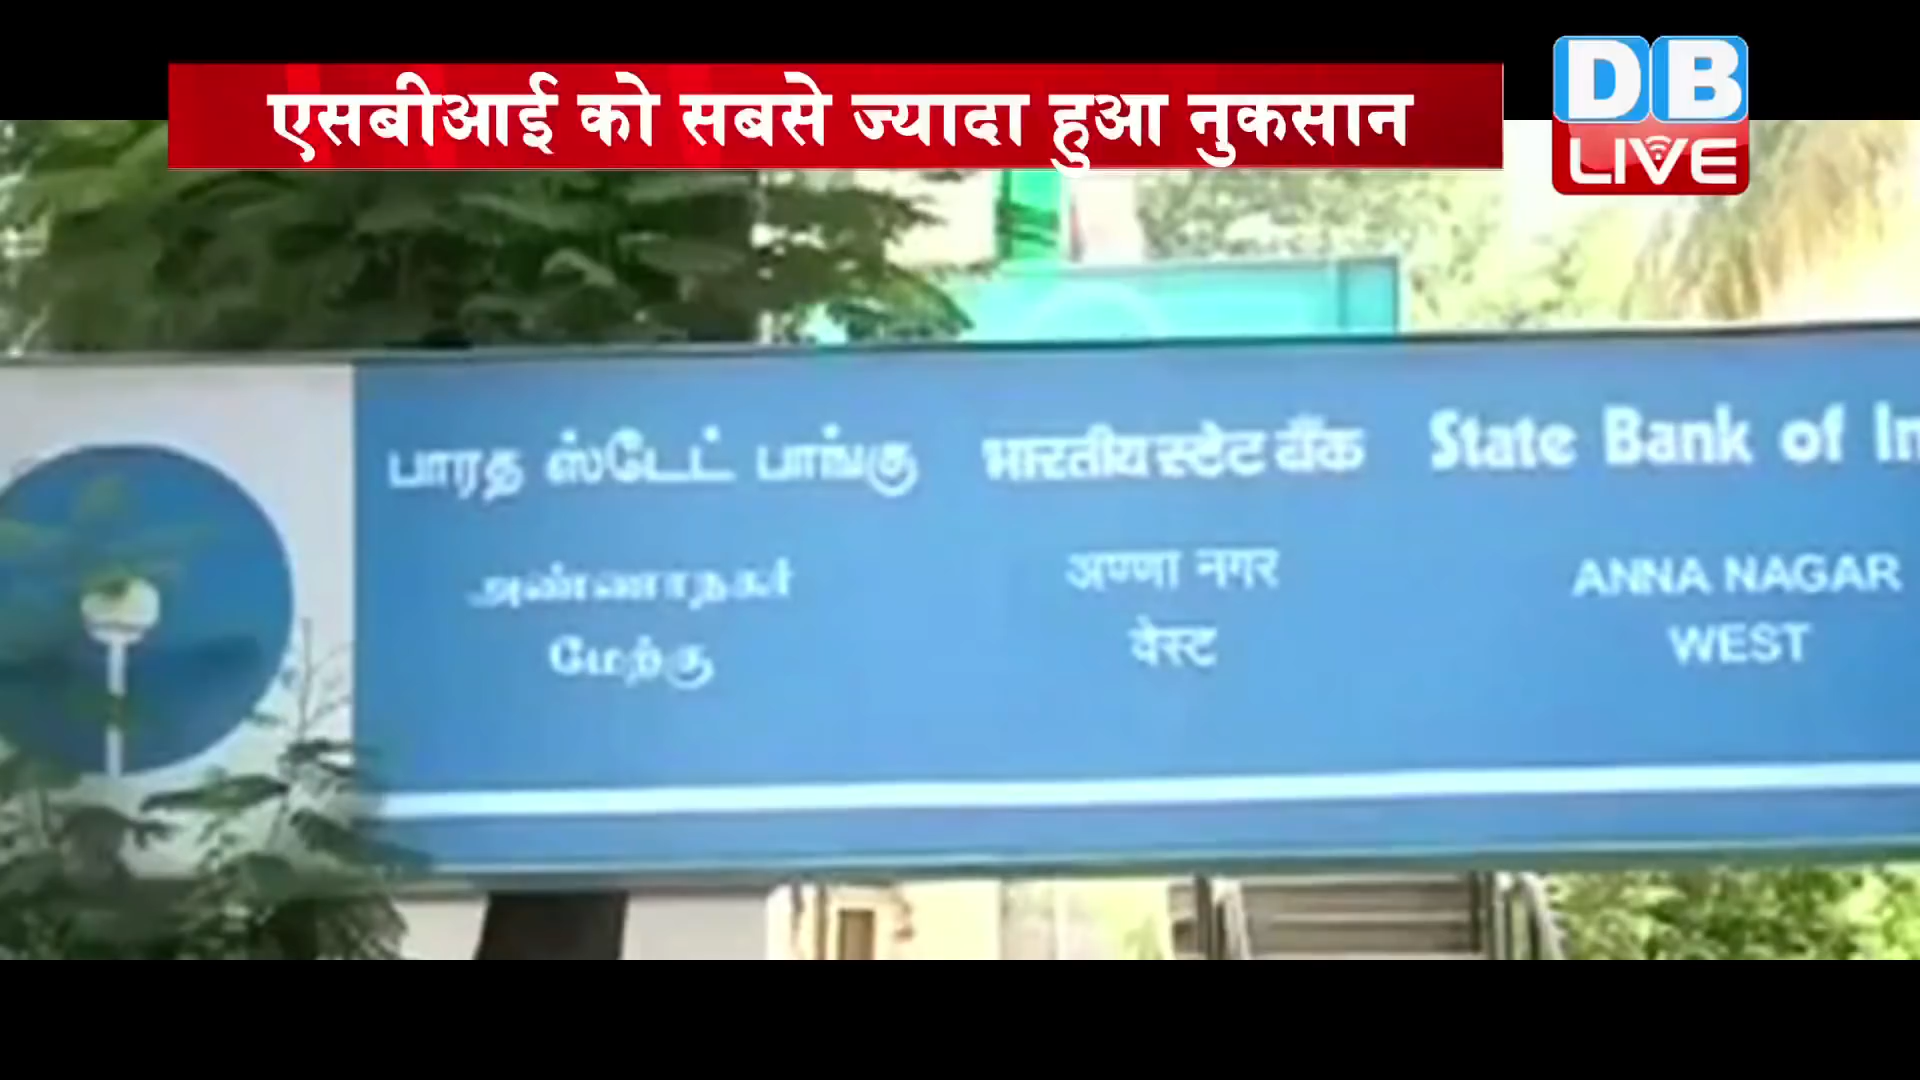 एसबीआई को सबसे ज्यादा हुआ नुकसान
DB
LIVE
பாரத ஸ்டேட் பாங்கு भारतीय स्टेट बैंक State Bank of In
அண்ணாநகர் अण्णा नगर ANNA NAGAR
மேற்கு वेस्ट WEST